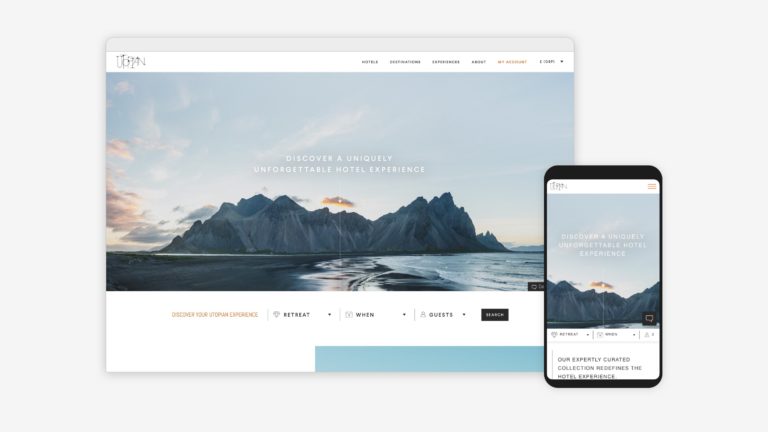 UTOPIAN
HOTELS DESTINATIONS EXPERIENCES ABOUT MY ACCOUNT £ (GBP)
DISCOVER A UNIQUELY
UNFORGETTABLE HOTEL EXPERIENCE
DISCOVER YOUR UTOPIAN EXPERIENCE RETREAT WHEN GUESTS SEARCH
UTOPIAN
DISCOVER A UNIQUELY
UNFORGETTABLE HOTEL
EXPERIENCE
RETREAT WHEN
OUR EXPERTLY CURATED
COLLECTION REDEFINES THE
HOTEL EXPERIENCE.